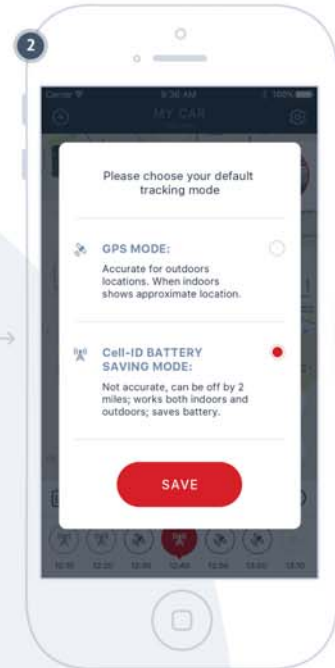 2
Carrier 9:36 AM 100%
MY CAR
Please choose your default
tracking mode
GPS MODE:
Accurate for outdoors
locations. When indoors
shows approximate location.
Cell-ID BATTERY
SAVING MODE:
Not accurate, can be off by 2
miles; works both indoors and
outdoors; saves battery.
SAVE
12:10 12:20 12:30 12:40 12:50 13:00 13:10